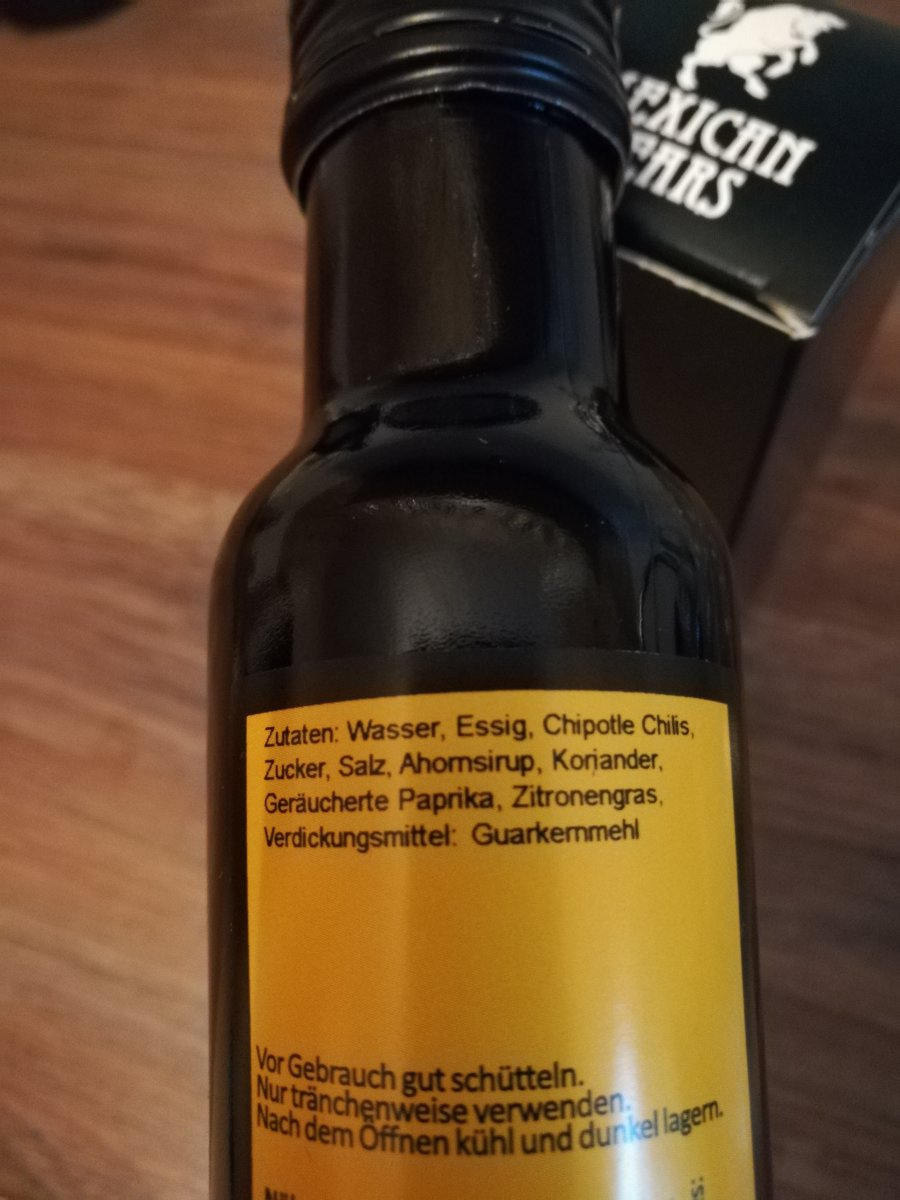 MEXICAN
TEARS
Zutaten: Wasser, Essig, Chipotle Chilis,
Zucker, Salz, Ahornsirup, Koriander,
Geräucherte Paprika, Zitronengras,
Verdickungsmittel: Guarkernmehl
Vor Gebrauch gut schütteln.
Nur tränchenweise verwenden.
Nach dem Öffnen kühl und dunkel lagern.